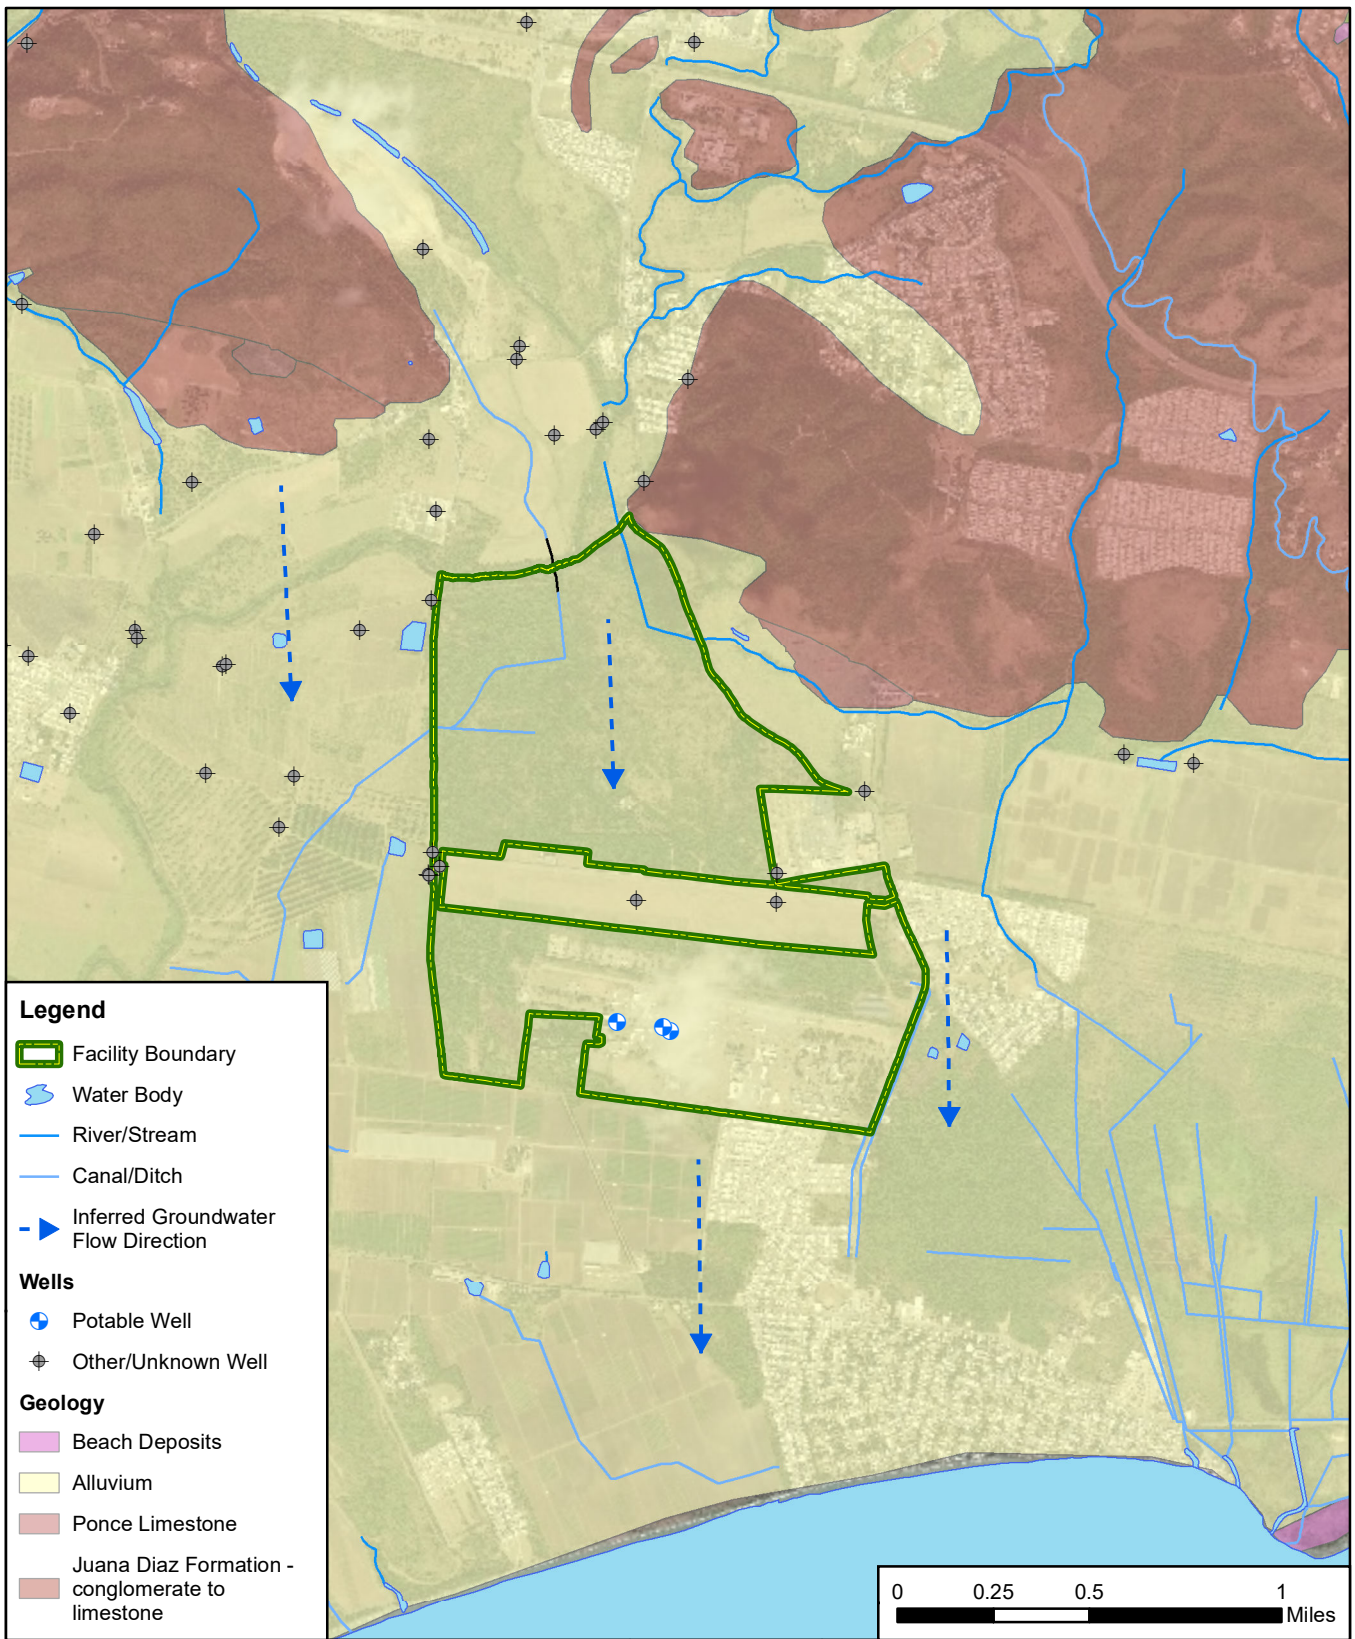 Legend
Facility Boundary
Water Body
River/Stream
Canal/Ditch
Inferred Groundwater
Flow Direction
Wells
Potable Well
Other/Unknown Well
Geology
Beach Deposits
Alluvium
Ponce Limestone
Juana Diaz Formation -
conglomerate to
limestone
0 0.25 0.5 1
Miles